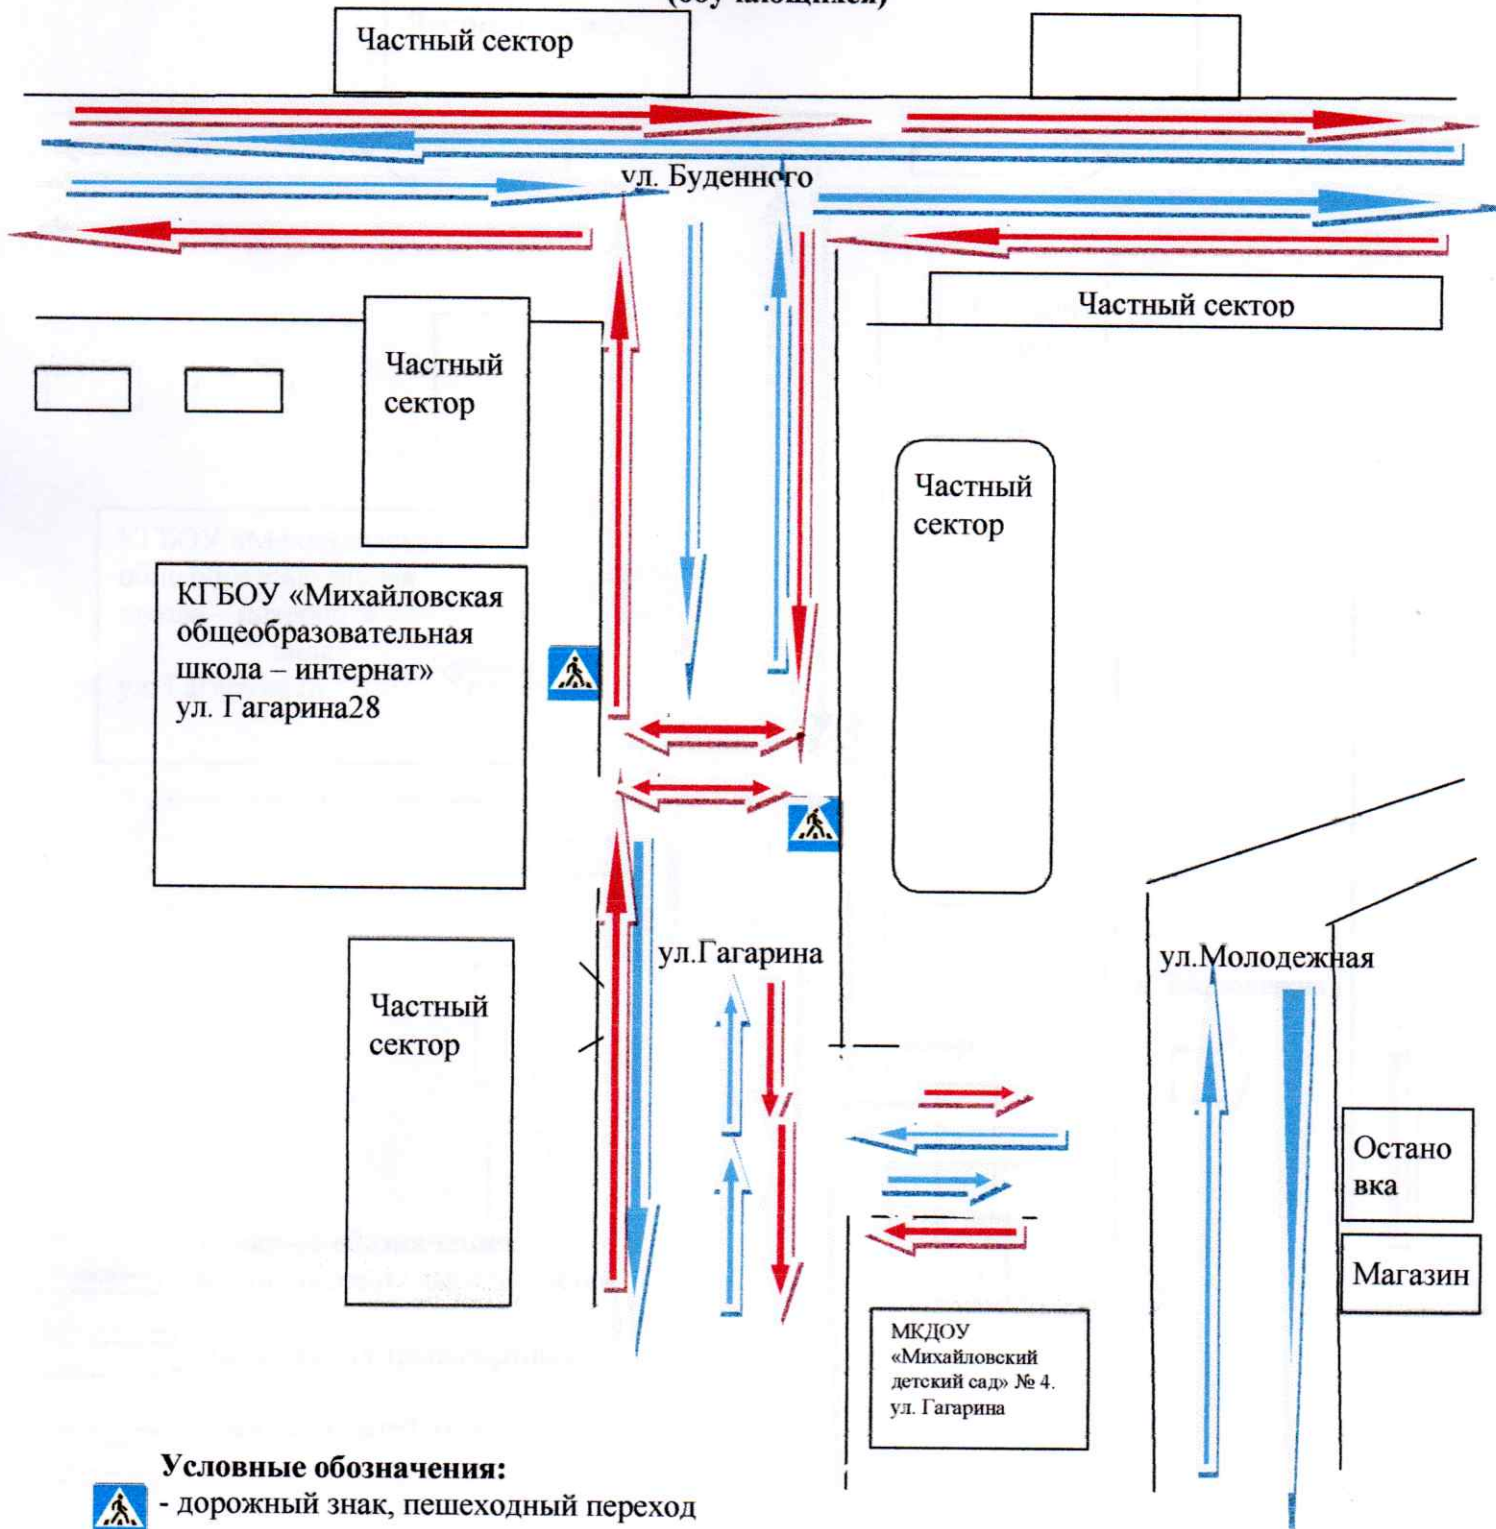 (обучающихся)
Частный сектор
ул. Буденного
Частный сектор
Частный
сектор
Частный
сектор
КГБОУ «Михайловская
общеобразовательная
школа – интернат»
ул. Гагарина28
ул.Гагарина
ул.Молодежная
Частный
сектор
Остано
вка
Магазин
МКДОУ
«Михайловский
детский сад» № 4.
ул. Гагарина
Условные обозначения:
- дорожный знак, пешеходный переход